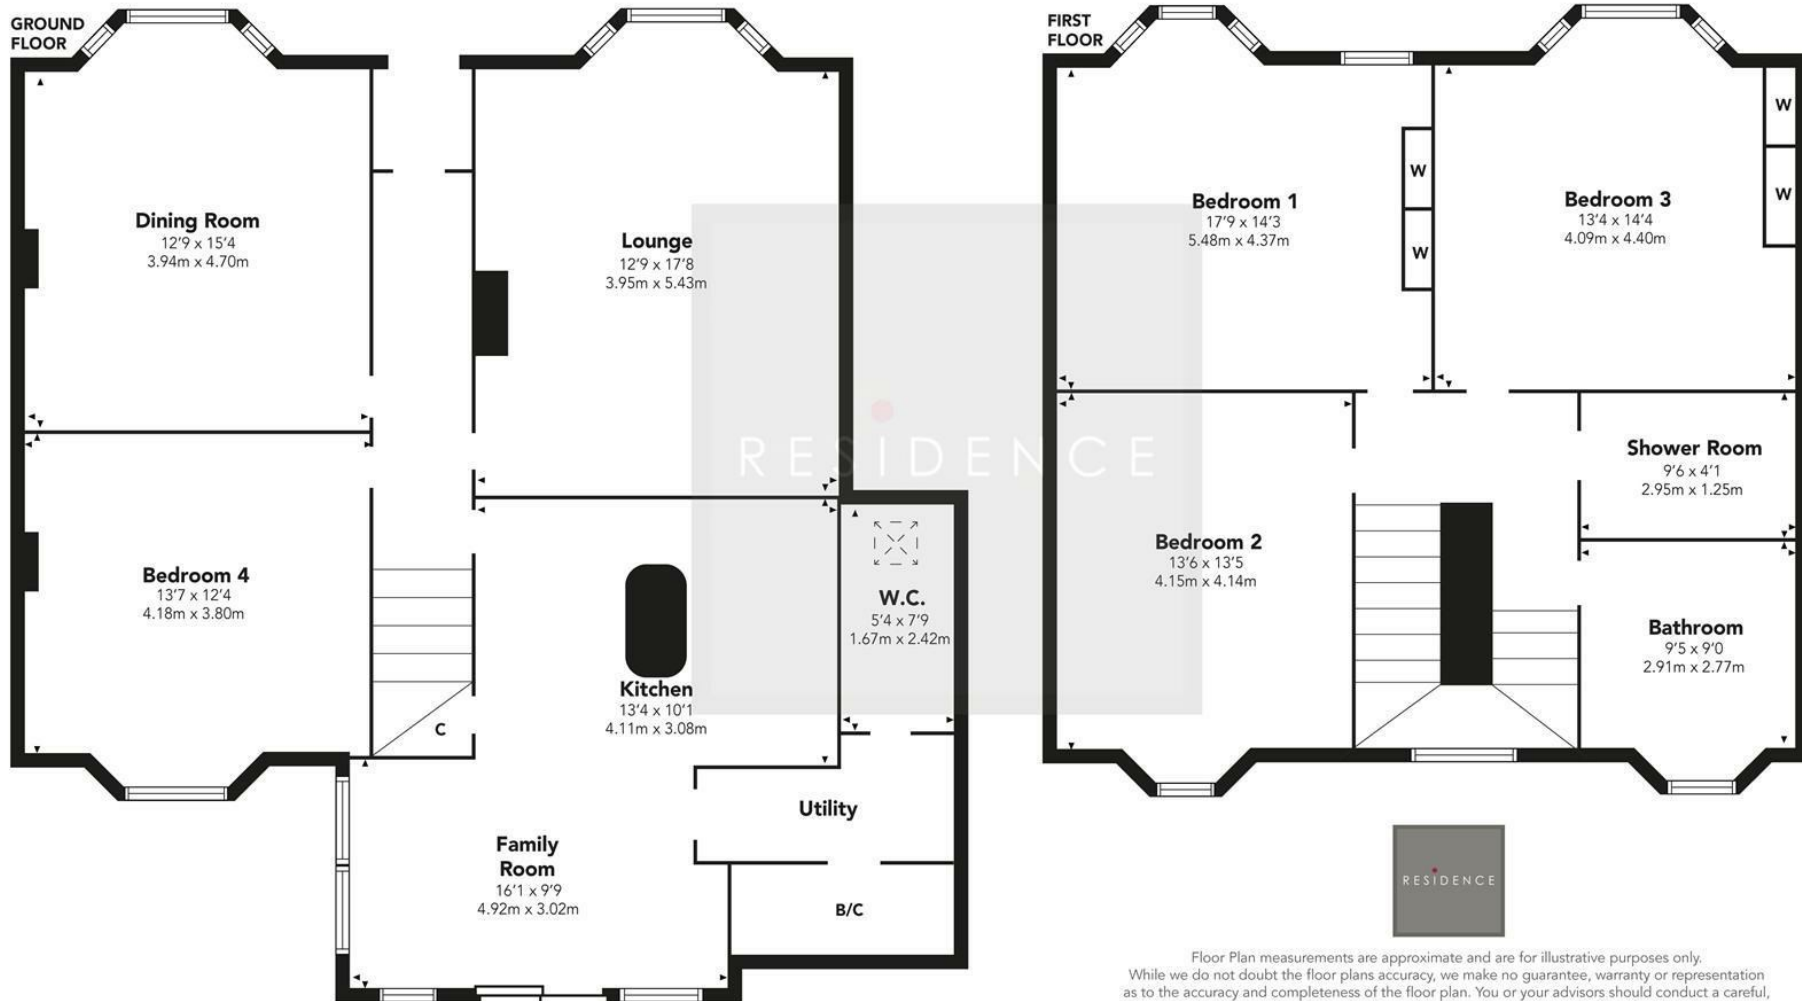 GROUND
FLOOR
Dining Room
12'9 x 15'4
3.94m x 4.70m
Lounge
12'9 x 17'8
3.95m x 5.43m
Bedroom 4
13'7 x 12'4
4.18m x 3.80m
C
Kitchen
13'4 x 10'1
4.11m x 3.08m
W.C.
5'4 x 7'9
1.67m x 2.42m
Utility
Family
Room
16'1 x 9'9
4.92m x 3.02m
B/C
RESIDENCE
FIRST
FLOOR
Bedroom 1
17'9 x 14'3
5.48m x 4.37m
W
W
Bedroom 3
13'4 x 14'4
4.09m x 4.40m
W
W
Bedroom 2
13'6 x 13'5
4.15m x 4.14m
Shower Room
9'6 x 4'1
2.95m x 1.25m
Bathroom
9'5 x 9'0
2.91m x 2.77m
RESIDENCE
Floor Plan measurements are approximate and are for illustrative purposes only.
While we do not doubt the floor plans accuracy, we make no guarantee, warranty or representation
as to the accuracy and completeness of the floor plan. You or your advisors should conduct a careful,